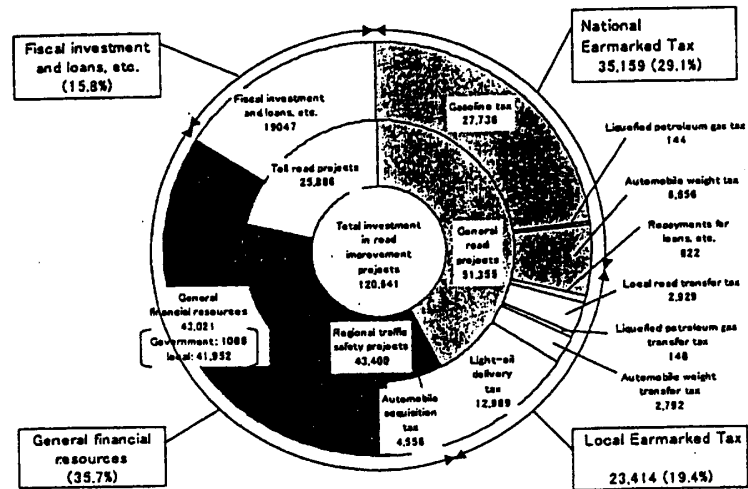 Fiscal investment
and loans, etc.
(15.8%)
National
Earmarked Tax
35,159 (29.1%)
Gasoline tax
27,736
Fiscal investment
and loans, etc.
19047
Liquefied petroleum gas tax
144
Toll road projects
25,886
Automobile weight tax
6,656
Total investment
in road
improvement
projects
120,641
General
road
projects
51,355
Repayments for
loans, etc.
622
Local road transfer tax
2,929
General
financial resources
43,021
Government: 1068
local: 41,952
Regional traffic
safety projects
43,400
Liquefied petroleum gas
transfer tax
148
Light-oil
delivery
tax
12,989
Automobile weight
transfer tax
2,792
Automobile
acquisition
tax
4,556
General financial
resources
(35.7%)
Local Earmarked Tax
23,414 (19.4%)